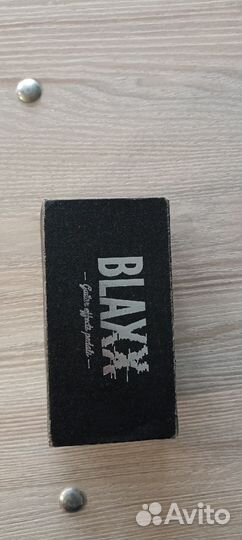 BLAXX
– Guitar effects pedals –
Avito